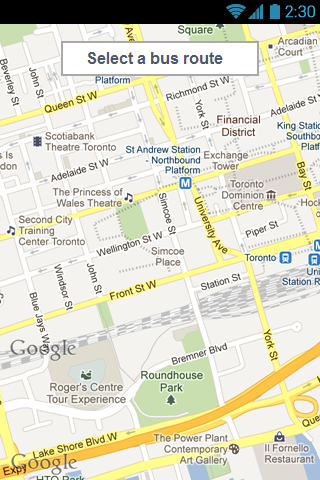 2:30
Square
Arcadian
Court
Select a bus route
Beverley St
John St
Platform
Queen St W
Richmond St W
York St
Adelaide St W
Financial
District
Scotiabank
Theatre Toronto
St Andrew Station -
Northbound
Platform
King Station
Southbound
Platform
Exchange
Tower
Bay St
Adelaide St W
The Princess of
Wales Theatre
Toronto
Dominion
Centre
Simcoe St
University Ave
Second City
Training
Center Toronto
Wellington St W
Piper St
Simcoe
Place
Toronto
Windsor St
John St
Front St W
Station St
Union
Station
Blue Jays Way
York St
Google
Bremner Blvd
Roger's Centre
Tour Experience
Roundhouse
Park
Lake Shore Blvd W
The Power Plant
Contemporary
Art Gallery
Il Fornello
Restaurant
Expy
Google
HTO Park